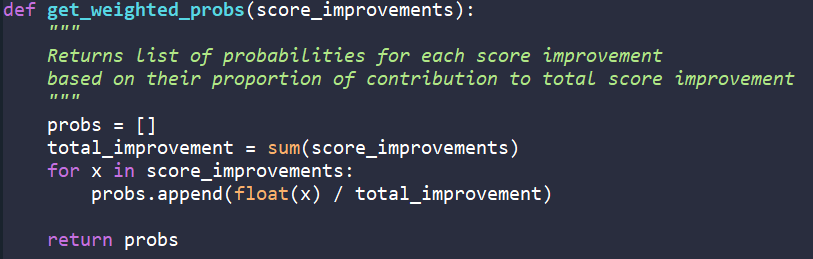 def get_weighted_probs(score_improvements):
    """
    Returns list of probabilities for each score improvement
    based on their proportion of contribution to total score improvement
    """
    probs = []
    total_improvement = sum(score_improvements)
    for x in score_improvements:
        probs.append(float(x) / total_improvement)

    return probs